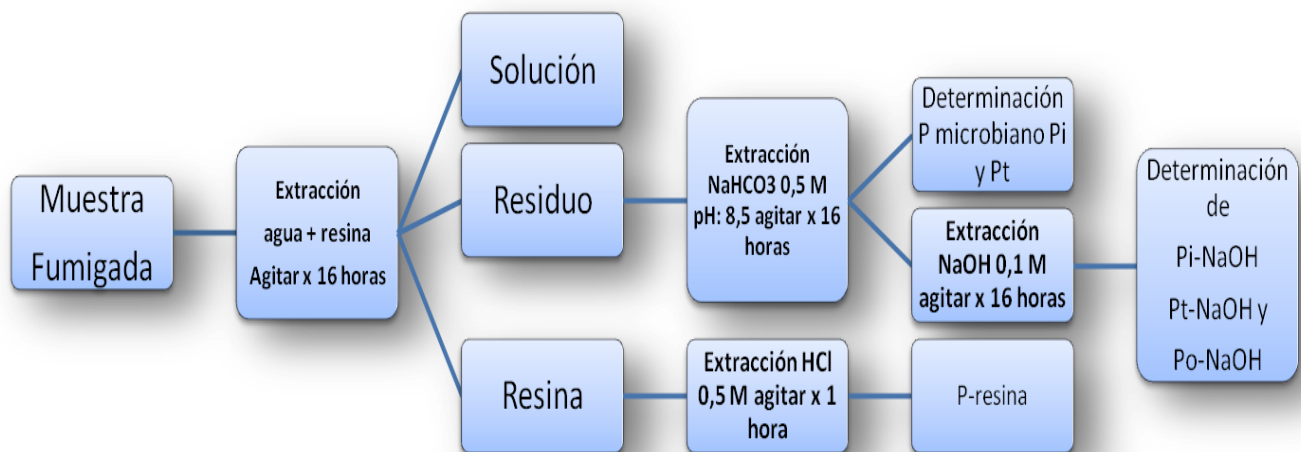 Muestra
Fumigada
Extracción
agua + resina
Agitar x 16 horas
Solución
Residuo
Resina
Extracción
NaHCO3 0,5 M
pH: 8,5 agitar x 16
horas
Extracción HCl
0,5 M agitar x 1
hora
Determinación
P microbiano Pi
y Pt
Extracción
NaOH 0,1 M
agitar x 16 horas
P-resina
Determinación
de
Pi-NaOH
Pt-NaOH y
Po-NaOH